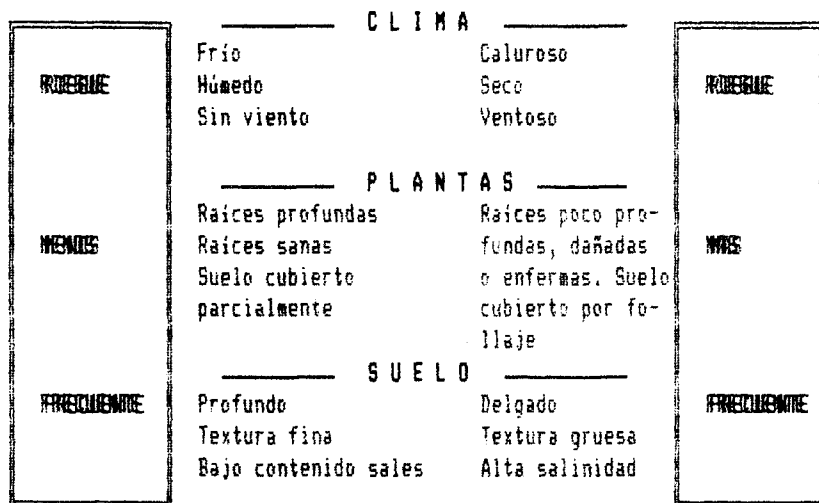 CLIMA
Frío Caluroso
RIEGUE Húmedo Seco RIEGUE
Sin viento Ventoso
PLANTAS
Raíces profundas Raíces poco pro-
MENOS Raíces sanas fundas, dañadas MAS
Suelo cubierto o enfermas. Suelo
parcialmente cubierto por fo-
llaje
SUELO
FRECUENTE Profundo Delgado FRECUENTE
Textura fina Textura gruesa
Bajo contenido sales Alta salinidad